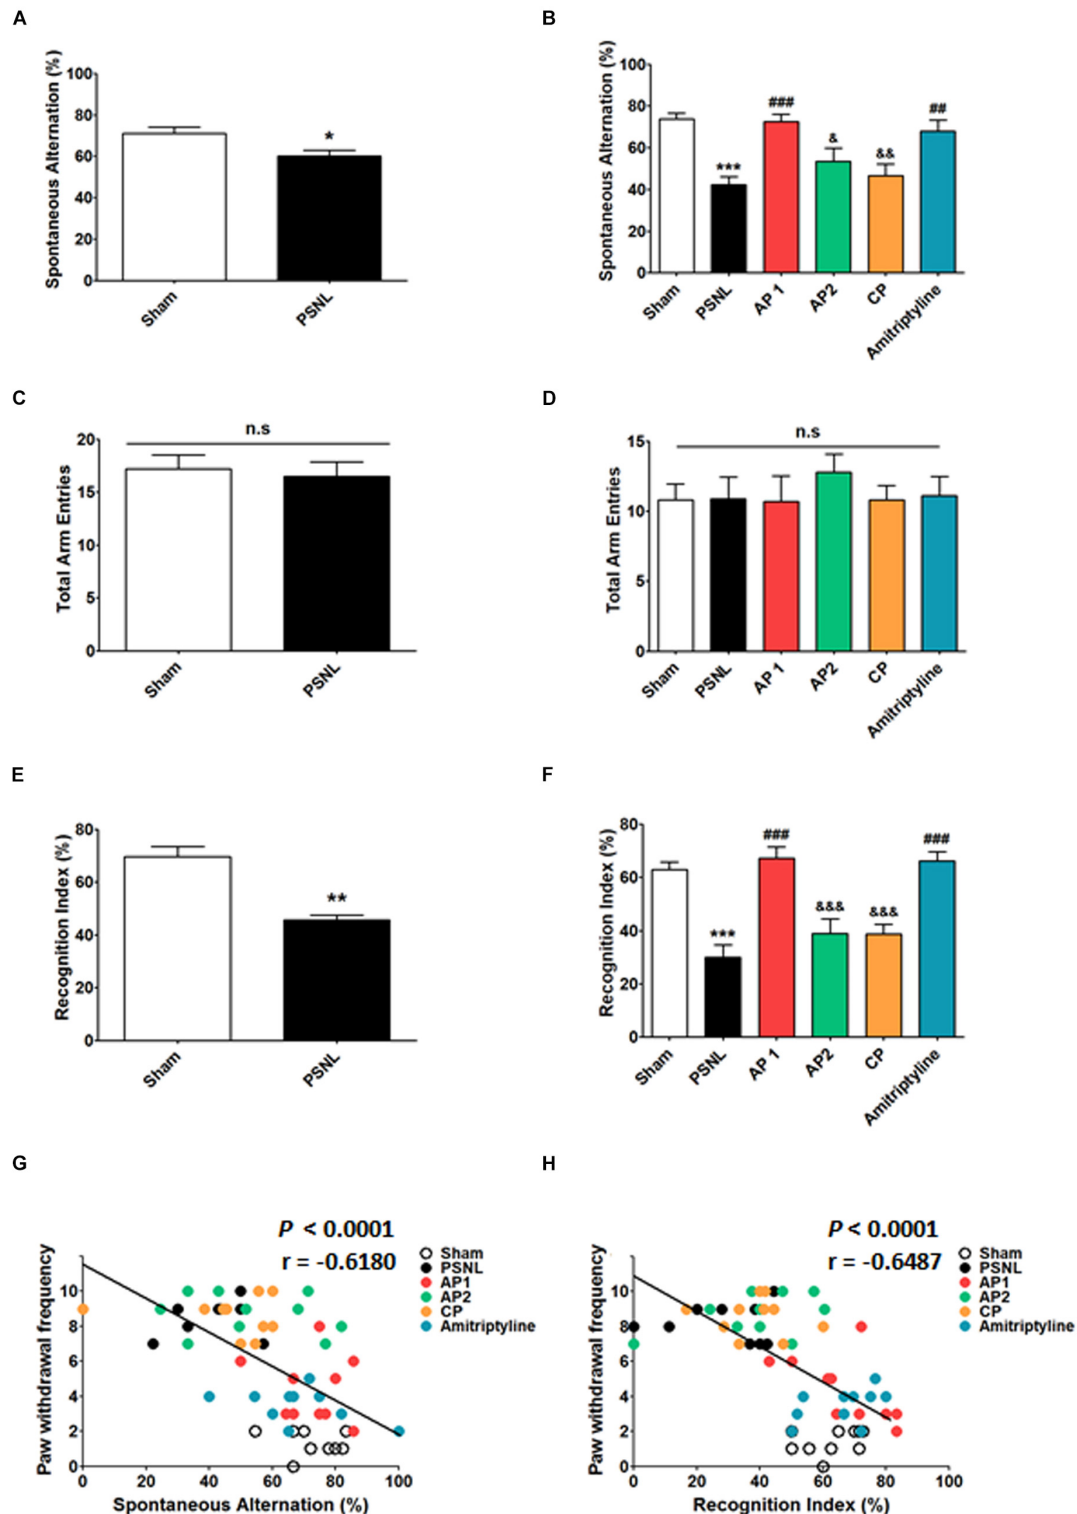 A
Spontaneous Alternation (%)
100
80
60
40
20
0
*
Sham
PSNL
B
Spontaneous Alternation (%)
100
80
60
40
20
0
***
###
&
&&
##
Sham
PSNL
AP 1
AP2
CP
Amitriptyline
C
Total Arm Entries
20
15
10
5
0
n.s
Sham
PSNL
D
Total Arm Entries
15
10
5
0
n.s
Sham
PSNL
AP 1
AP2
CP
Amitriptyline
E
Recognition Index (%)
80
60
40
20
0
**
Sham
PSNL
F
Recognition Index (%)
80
60
40
20
0
***
###
&&&
&&&
###
Sham
PSNL
AP 1
AP2
CP
Amitriptyline
G
P < 0.0001
r = -0.6180
Paw withdrawal frequency
10
8
6
4
2
0
0 20 40 60 80 100
Spontaneous Alternation (%)
Sham
PSNL
AP1
AP2
CP
Amitriptyline
H
P < 0.0001
r = -0.6487
Paw withdrawal frequency
10
8
6
4
2
0
0 20 40 60 80 100
Recognition Index (%)
Sham
PSNL
AP1
AP2
CP
Amitriptyline